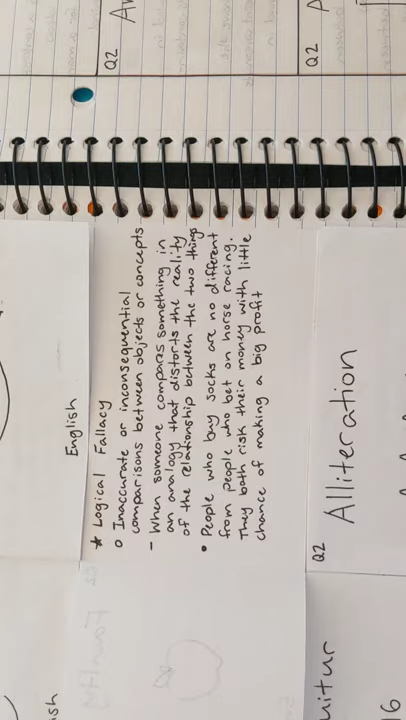 Q2
Q2
A
English
★ Logical Fallacy
o Inaccurate or inconsequential
comparisons between objects or concepts
- When someone compares something in
an analogy that distorts the reality
of the relationship between the two things
• People who buy socks are no different
from people who bet on horse racing.
They both risk their money with little
chance of making a big profit
Q2
Alliteration